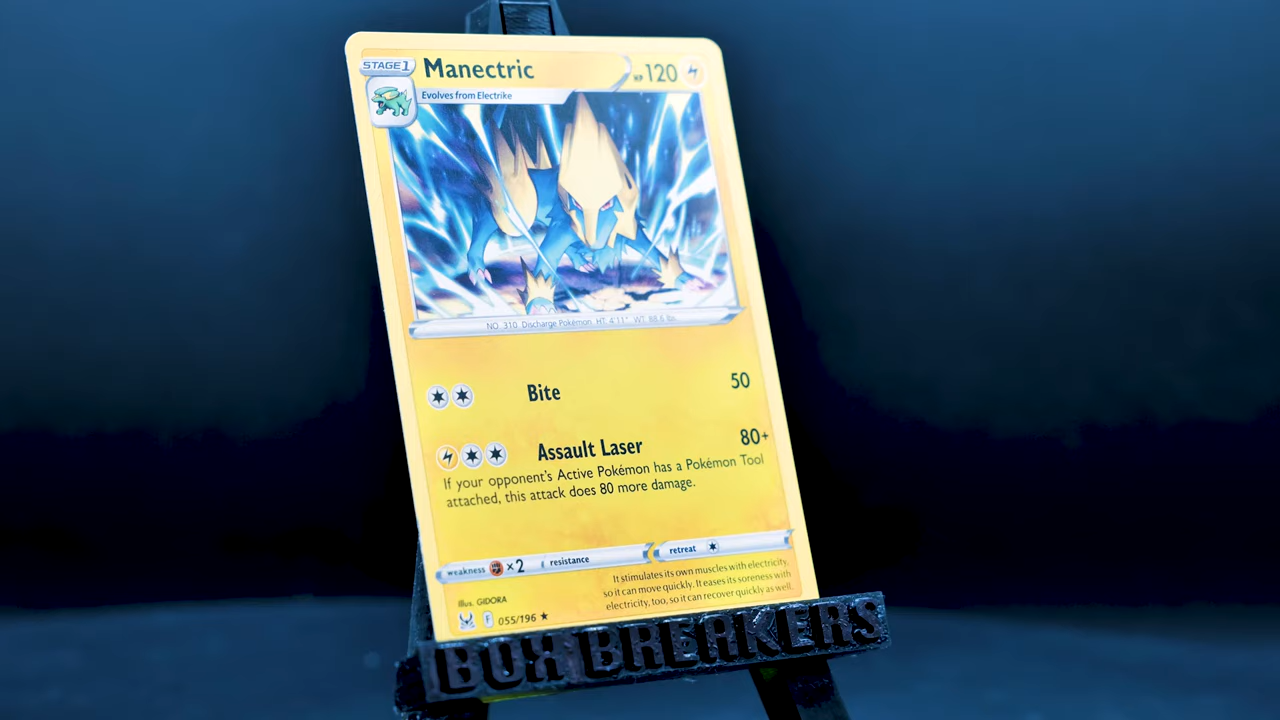 STAGE1
Manectric
HP 120
Evolves from Electrike
NO. 310 Discharge Pokémon HT. 4'11" WT. 88.6 lbs.
Bite 50
Assault Laser 80+
If your opponent's Active Pokémon has a Pokémon Tool
attached, this attack does 80 more damage.
weakness ×2 resistance retreat
It stimulates its own muscles with electricity,
so it can move quickly. It eases its soreness with
electricity, too, so it can recover quickly as well.
Illus. GIDORA
F 055/196 ★
BOX BREAKERS